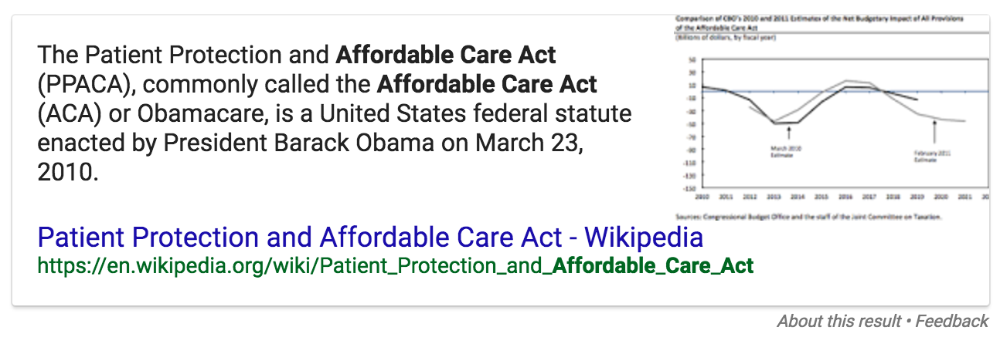 The Patient Protection and Affordable Care Act
(PPACA), commonly called the Affordable Care Act
(ACA) or Obamacare, is a United States federal statute
enacted by President Barack Obama on March 23,
2010.
Comparison of CBO's 2010 and 2011 Estimates of the Net Budgetary Impact of All Provisions
of the Affordable Care Act
(Billions of dollars, by fiscal year)
50
30
10
-10
-30
-50
-70
-90
-110
-130
-150
March 2010
Estimate
February 2011
Estimate
2010 2011 2012 2013 2014 2015 2016 2017 2018 2019 2020 2021
Sources: Congressional Budget Office and the staff of the Joint Committee on Taxation.
Patient Protection and Affordable Care Act - Wikipedia
https://en.wikipedia.org/wiki/Patient_Protection_and_Affordable_Care_Act
About this result • Feedback